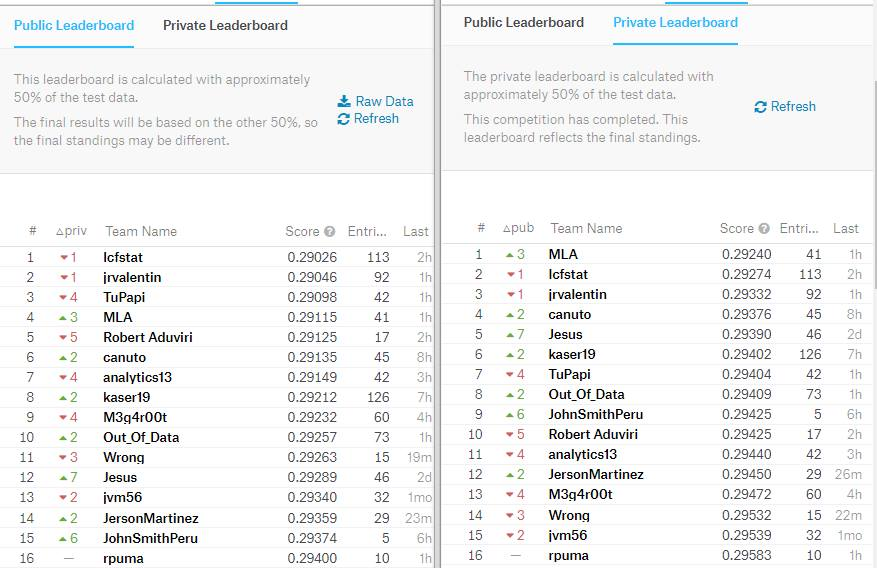 Public Leaderboard Private Leaderboard
This leaderboard is calculated with approximately
50% of the test data.
The final results will be based on the other 50%, so
the final standings may be different.
Raw Data
Refresh
# △priv Team Name Score Entri... Last
1 ▾1 lcfstat 0.29026 113 2h
2 ▾1 jrvalentin 0.29046 92 1h
3 ▾4 TuPapi 0.29098 42 1h
4 ▴3 MLA 0.29115 41 1h
5 ▾5 Robert Aduviri 0.29125 17 2h
6 ▴2 canuto 0.29135 45 8h
7 ▾4 analytics13 0.29149 42 3h
8 ▴2 kaser19 0.29212 126 7h
9 ▾4 M3g4r00t 0.29232 60 4h
10 ▴2 Out_Of_Data 0.29257 73 1h
11 ▾3 Wrong 0.29263 15 19m
12 ▴7 Jesus 0.29289 46 2d
13 ▾2 jvm56 0.29340 32 1mo
14 ▴2 JersonMartinez 0.29359 29 23m
15 ▴6 JohnSmithPeru 0.29374 5 6h
16 — rpuma 0.29400 10 1h
Public Leaderboard Private Leaderboard
The private leaderboard is calculated with
approximately 50% of the test data.
This competition has completed. This
leaderboard reflects the final standings.
Refresh
# △pub Team Name Score Entri... Last
1 ▴3 MLA 0.29240 41 1h
2 ▾1 lcfstat 0.29274 113 2h
3 ▾1 jrvalentin 0.29332 92 1h
4 ▴2 canuto 0.29376 45 8h
5 ▴7 Jesus 0.29390 46 2d
6 ▴2 kaser19 0.29402 126 7h
7 ▾4 TuPapi 0.29404 42 1h
8 ▴2 Out_Of_Data 0.29409 73 1h
9 ▴6 JohnSmithPeru 0.29425 5 6h
10 ▾5 Robert Aduviri 0.29425 17 2h
11 ▾4 analytics13 0.29440 42 3h
12 ▴2 JersonMartinez 0.29450 29 26m
13 ▾4 M3g4r00t 0.29472 60 4h
14 ▾3 Wrong 0.29532 15 22m
15 ▾2 jvm56 0.29539 32 1mo
16 — rpuma 0.29583 10 1h